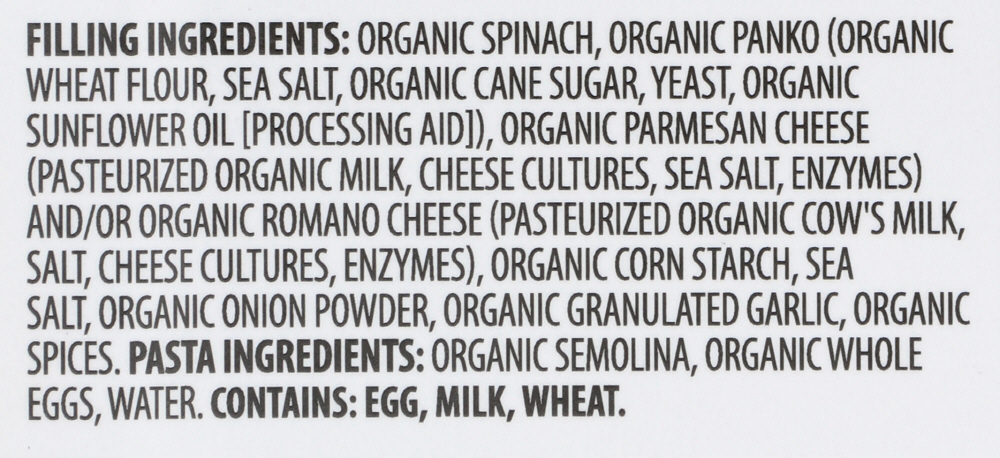 FILLING INGREDIENTS: ORGANIC SPINACH, ORGANIC PANKO (ORGANIC
WHEAT FLOUR, SEA SALT, ORGANIC CANE SUGAR, YEAST, ORGANIC
SUNFLOWER OIL [PROCESSING AID]), ORGANIC PARMESAN CHEESE
(PASTEURIZED ORGANIC MILK, CHEESE CULTURES, SEA SALT, ENZYMES)
AND/OR ORGANIC ROMANO CHEESE (PASTEURIZED ORGANIC COW'S MILK,
SALT, CHEESE CULTURES, ENZYMES), ORGANIC CORN STARCH, SEA
SALT, ORGANIC ONION POWDER, ORGANIC GRANULATED GARLIC, ORGANIC
SPICES. PASTA INGREDIENTS: ORGANIC SEMOLINA, ORGANIC WHOLE
EGGS, WATER. CONTAINS: EGG, MILK, WHEAT.